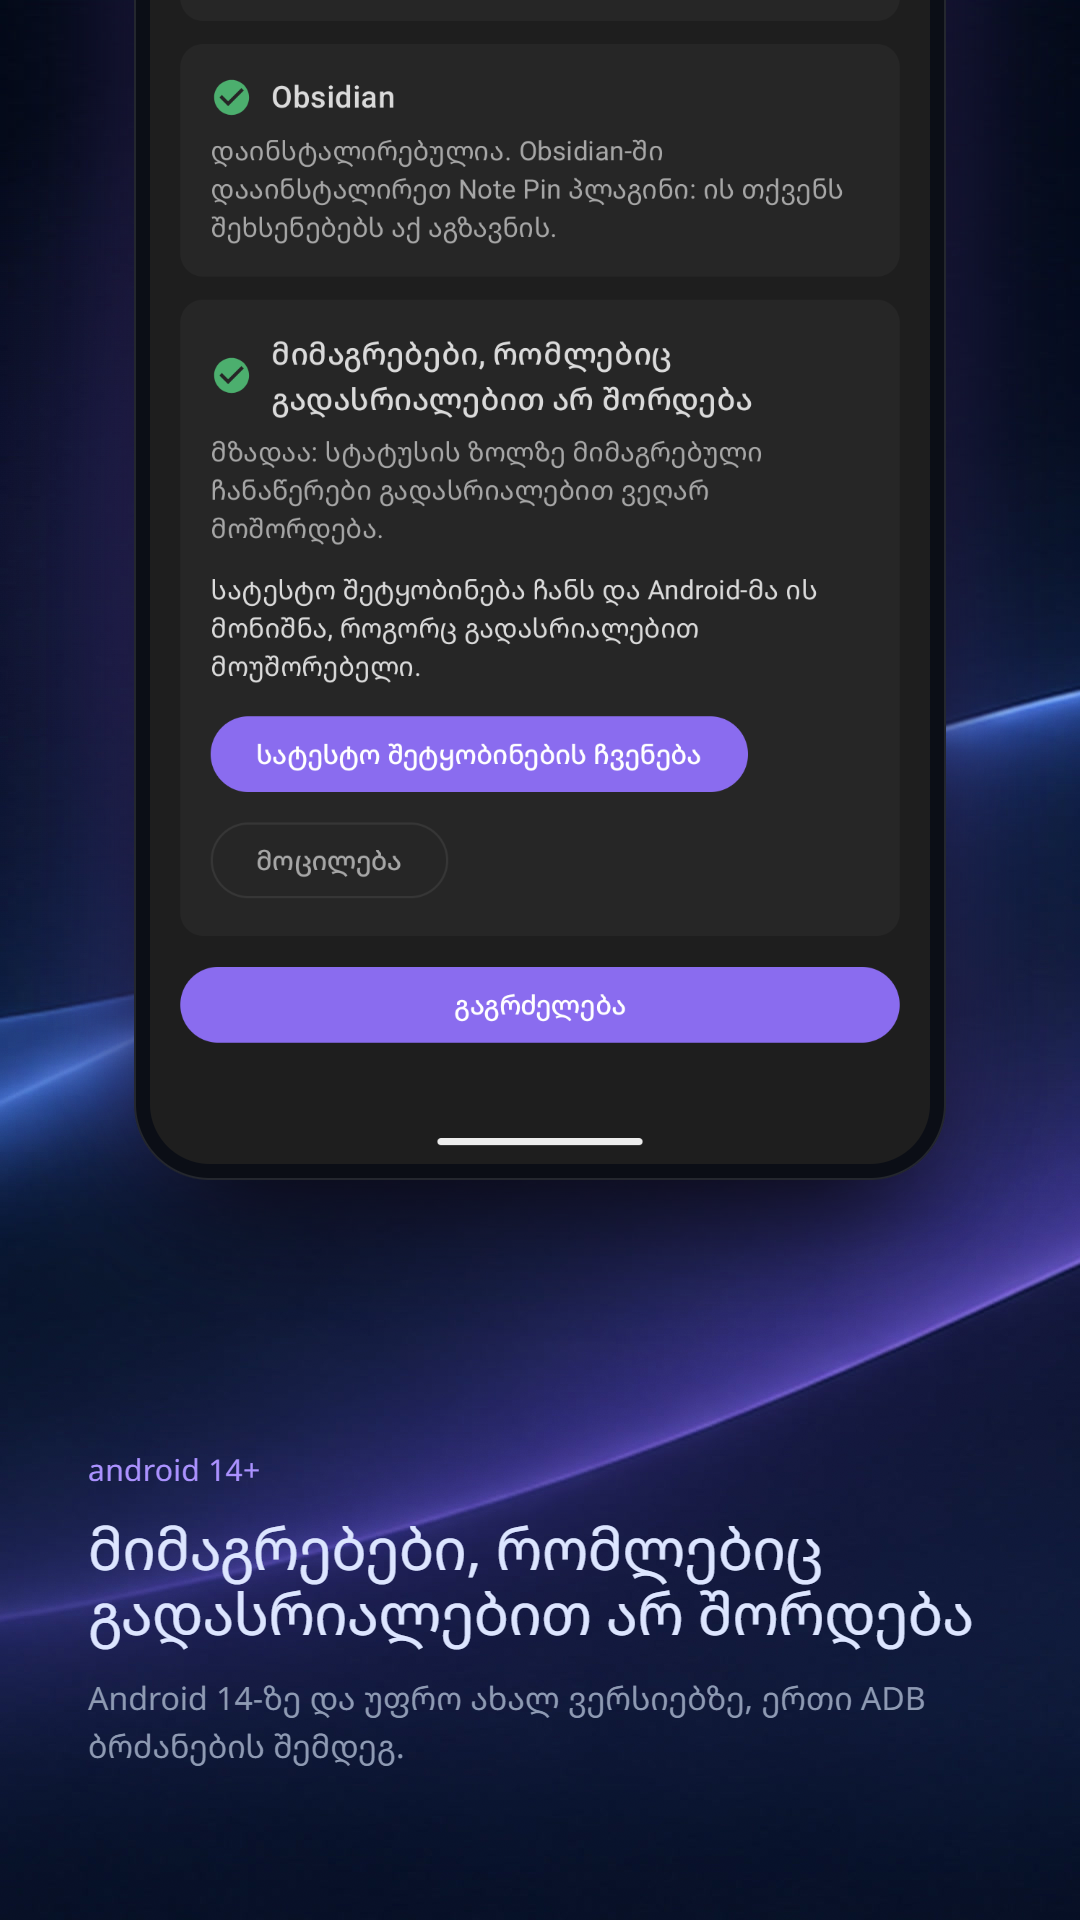 Obsidian
დაინსტალირებულია. Obsidian-ში
დააინსტალირეთ Note Pin პლაგინი: ის თქვენს
შეხსენებებს აქ აგზავნის.
მიმაგრებები, რომლებიც
გადასრიალებით არ შორდება
მზადაა: სტატუსის ზოლზე მიმაგრებული
ჩანაწერები გადასრიალებით ვეღარ
მოშორდება.
სატესტო შეტყობინება ჩანს და Android-მა ის
მონიშნა, როგორც გადასრიალებით
მოუშორებელი.
სატესტო შეტყობინების ჩვენება
მოცილება
გაგრძელება
android 14+
მიმაგრებები, რომლებიც
გადასრიალებით არ შორდება
Android 14-ზე და უფრო ახალ ვერსიებზე, ერთი ADB
ბრძანების შემდეგ.